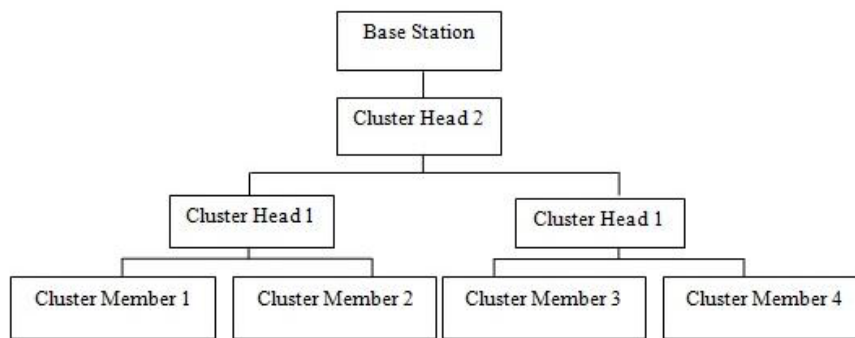 Base Station
Cluster Head 2
Cluster Head 1
Cluster Head 1
Cluster Member 1
Cluster Member 2
Cluster Member 3
Cluster Member 4